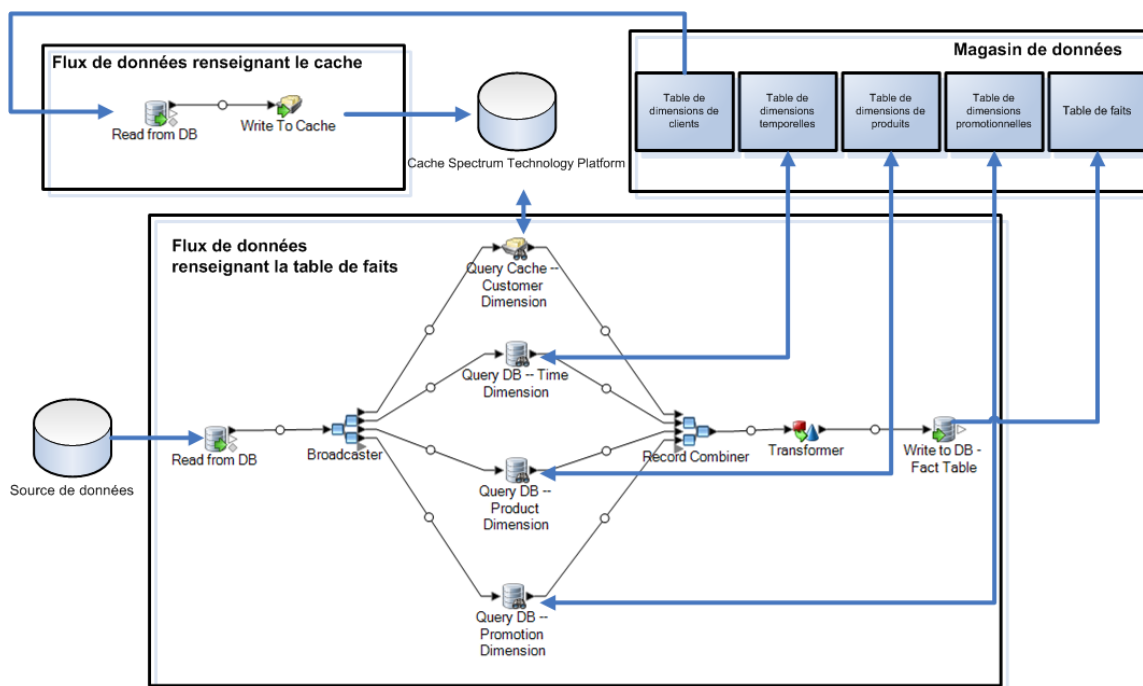 Flux de données renseignant le cache
Read from DB
Write To Cache
Cache Spectrum Technology Platform
Magasin de données
Table de
dimensions de
clients
Table de
dimensions
temporelles
Table de
dimensions de
produits
Table de
dimensions
promotionnelles
Table de faits
Flux de données
renseignant la table de faits
Query Cache --
Customer
Dimension
Query DB -- Time
Dimension
Source de données
Read from DB
Broadcaster
Query DB --
Product
Dimension
Record Combiner
Transformer
Write to DB -
Fact Table
Query DB --
Promotion
Dimension